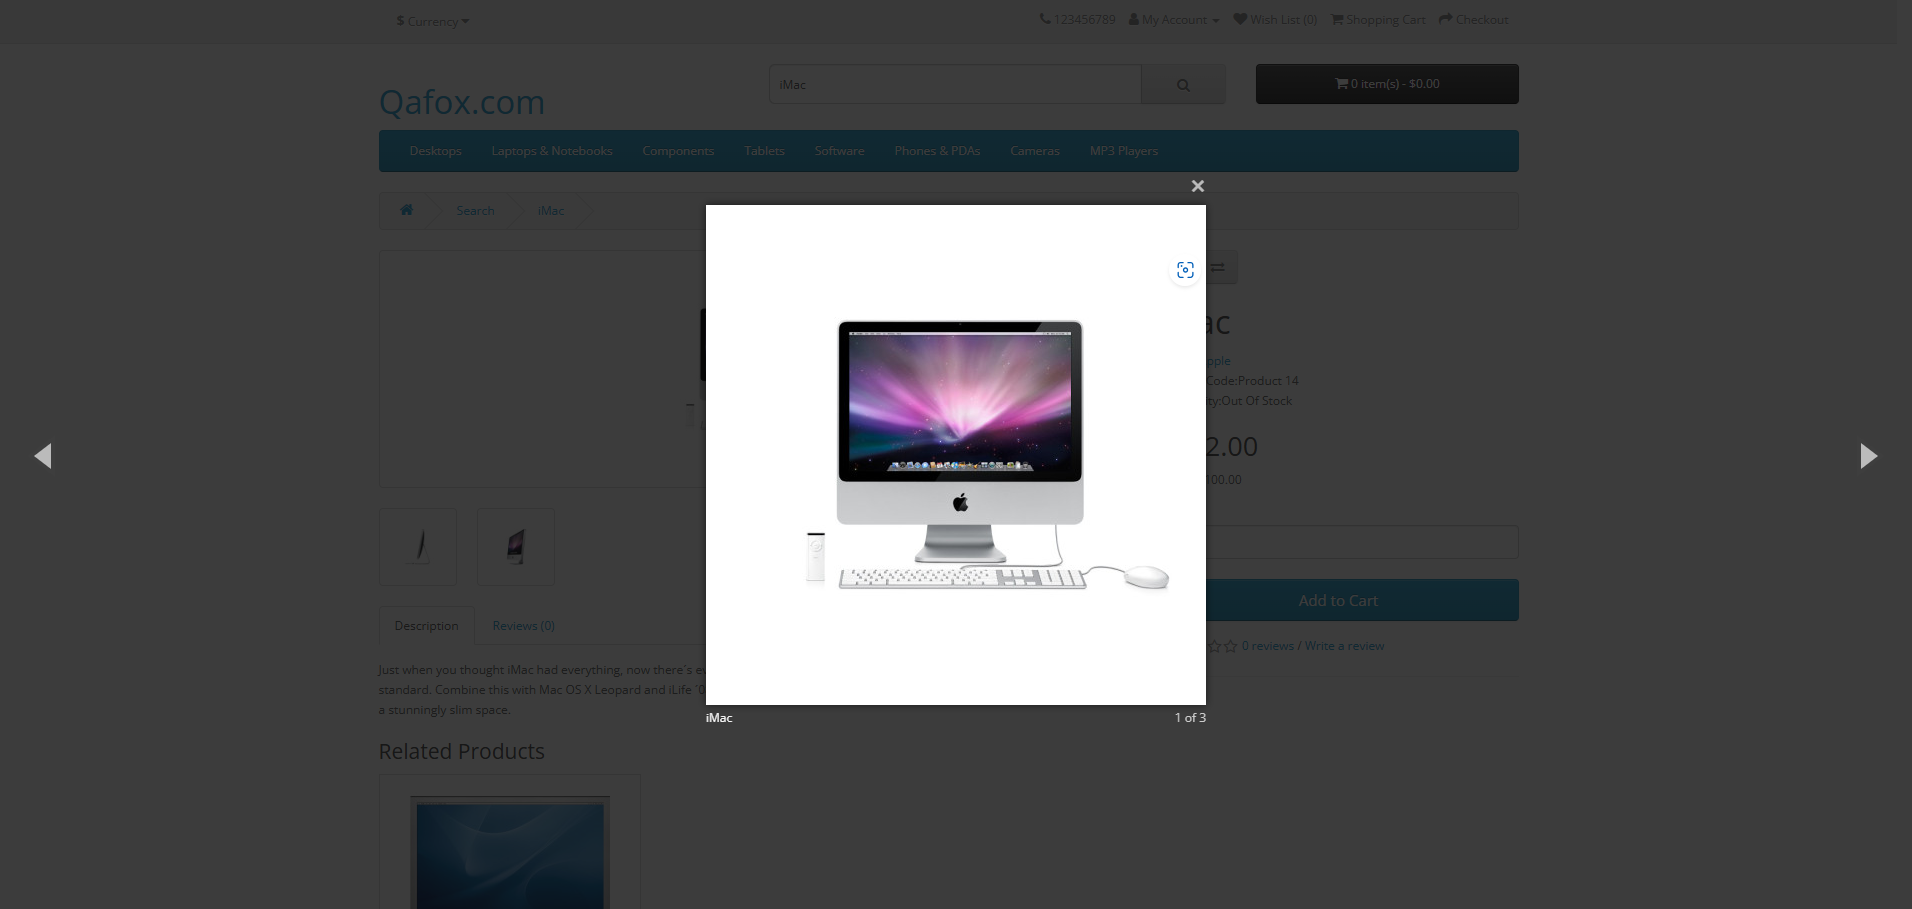 $ Currency
123456789 My Account Wish List (0) Shopping Cart Checkout
Qafox.com
iMac
0 item(s) - $0.00
Desktops Laptops & Notebooks Components Tablets Software Phones & PDAs Cameras MP3 Players
Search iMac
ac
pple
Code:Product 14
ity:Out Of Stock
2.00
100.00
Add to Cart
0 reviews / Write a review
Description Reviews (0)
Just when you thought iMac had everything, now there´s e
standard. Combine this with Mac OS X Leopard and iLife ´0
a stunningly slim space.
iMac 1 of 3
Related Products